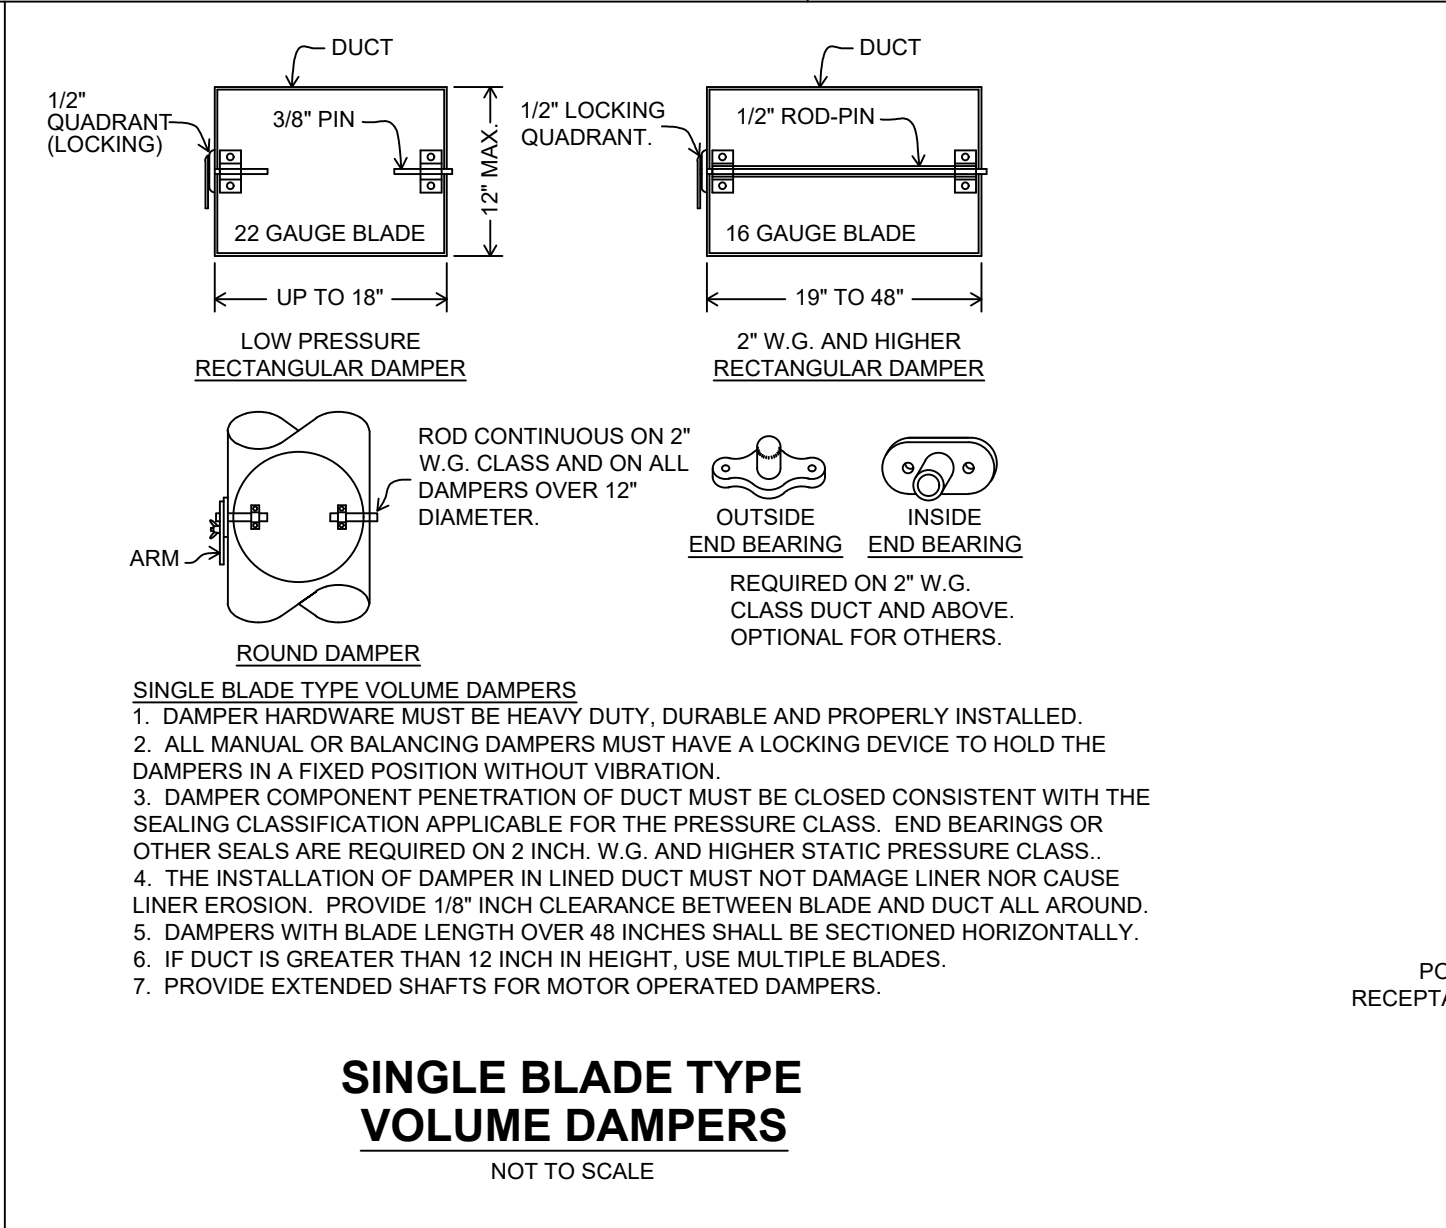 DUCT
1/2"
QUADRANT
(LOCKING)
3/8" PIN
12" MAX.
22 GAUGE BLADE
UP TO 18"
LOW PRESSURE
RECTANGULAR DAMPER
DUCT
1/2" LOCKING
QUADRANT.
1/2" ROD-PIN
16 GAUGE BLADE
19" TO 48"
2" W.G. AND HIGHER
RECTANGULAR DAMPER
ROD CONTINUOUS ON 2"
W.G. CLASS AND ON ALL
DAMPERS OVER 12"
DIAMETER.
ARM
ROUND DAMPER
OUTSIDE
END BEARING
INSIDE
END BEARING
REQUIRED ON 2" W.G.
CLASS DUCT AND ABOVE.
OPTIONAL FOR OTHERS.
SINGLE BLADE TYPE VOLUME DAMPERS
1. DAMPER HARDWARE MUST BE HEAVY DUTY, DURABLE AND PROPERLY INSTALLED.
2. ALL MANUAL OR BALANCING DAMPERS MUST HAVE A LOCKING DEVICE TO HOLD THE
DAMPERS IN A FIXED POSITION WITHOUT VIBRATION.
3. DAMPER COMPONENT PENETRATION OF DUCT MUST BE CLOSED CONSISTENT WITH THE
SEALING CLASSIFICATION APPLICABLE FOR THE PRESSURE CLASS. END BEARINGS OR
OTHER SEALS ARE REQUIRED ON 2 INCH. W.G. AND HIGHER STATIC PRESSURE CLASS..
4. THE INSTALLATION OF DAMPER IN LINED DUCT MUST NOT DAMAGE LINER NOR CAUSE
LINER EROSION. PROVIDE 1/8" INCH CLEARANCE BETWEEN BLADE AND DUCT ALL AROUND.
5. DAMPERS WITH BLADE LENGTH OVER 48 INCHES SHALL BE SECTIONED HORIZONTALLY.
6. IF DUCT IS GREATER THAN 12 INCH IN HEIGHT, USE MULTIPLE BLADES.
7. PROVIDE EXTENDED SHAFTS FOR MOTOR OPERATED DAMPERS.
SINGLE BLADE TYPE
VOLUME DAMPERS
NOT TO SCALE